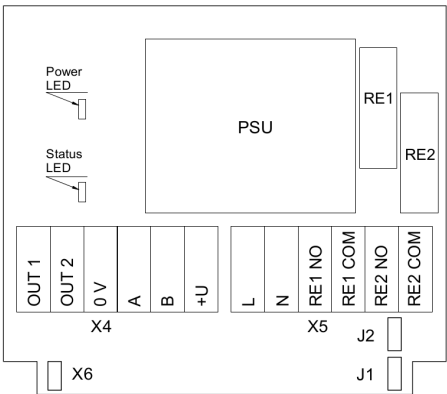 Power
LED
Status
LED
PSU
RE1
RE2
OUT 1
OUT 2
0 V
A
B
+U
L
N
RE1 NO
RE1 COM
RE2 NO
RE2 COM
X4
X5
J2
X6
J1